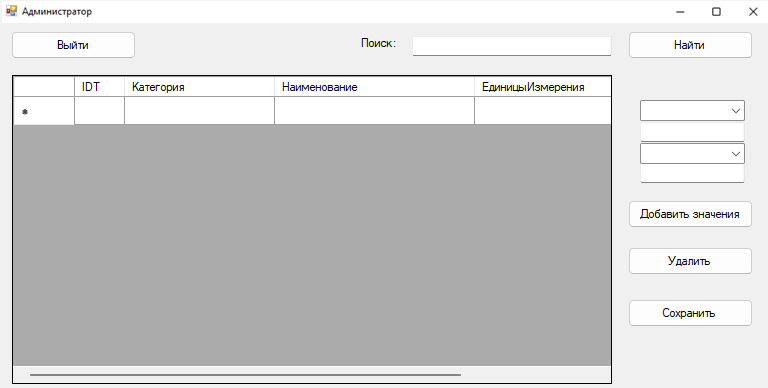 Администратор
Выйти
Поиск:
Найти
IDT Категория Наименование ЕдиницыИзмерения
*
Добавить значения
Удалить
Сохранить